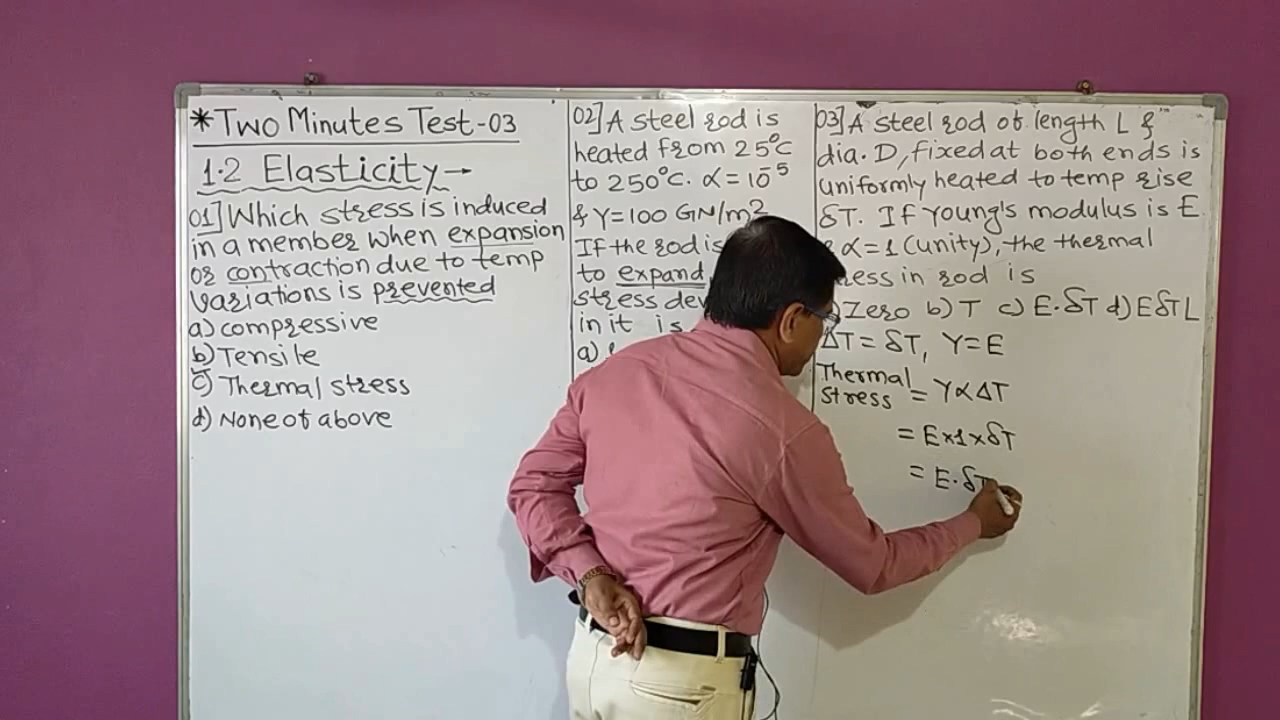 *Two Minutes Test-03
1.2 Elasticity→
01] Which stress is induced
in a member when expansion
or contraction due to temp
variations is prevented
a) compressive
b) Tensile
c) Thermal stress
d) None of above
02] A steel rod is
heated from 25°C
to 250°C. α = 10⁻⁵
& Y=100 GN/m²
If the rod is
to expand
stress
in it is
a)
03] A steel rod of length L &
dia. D, fixed at both ends is
uniformly heated to temp rise
δT. If Young's modulus is E
α=1 (unity), the thermal
in rod is
Zero b) T c) E.δT d) EδTL
ΔT = δT, Y=E
Thermal
stress = YαΔT
= E×1×δT
= E.δT